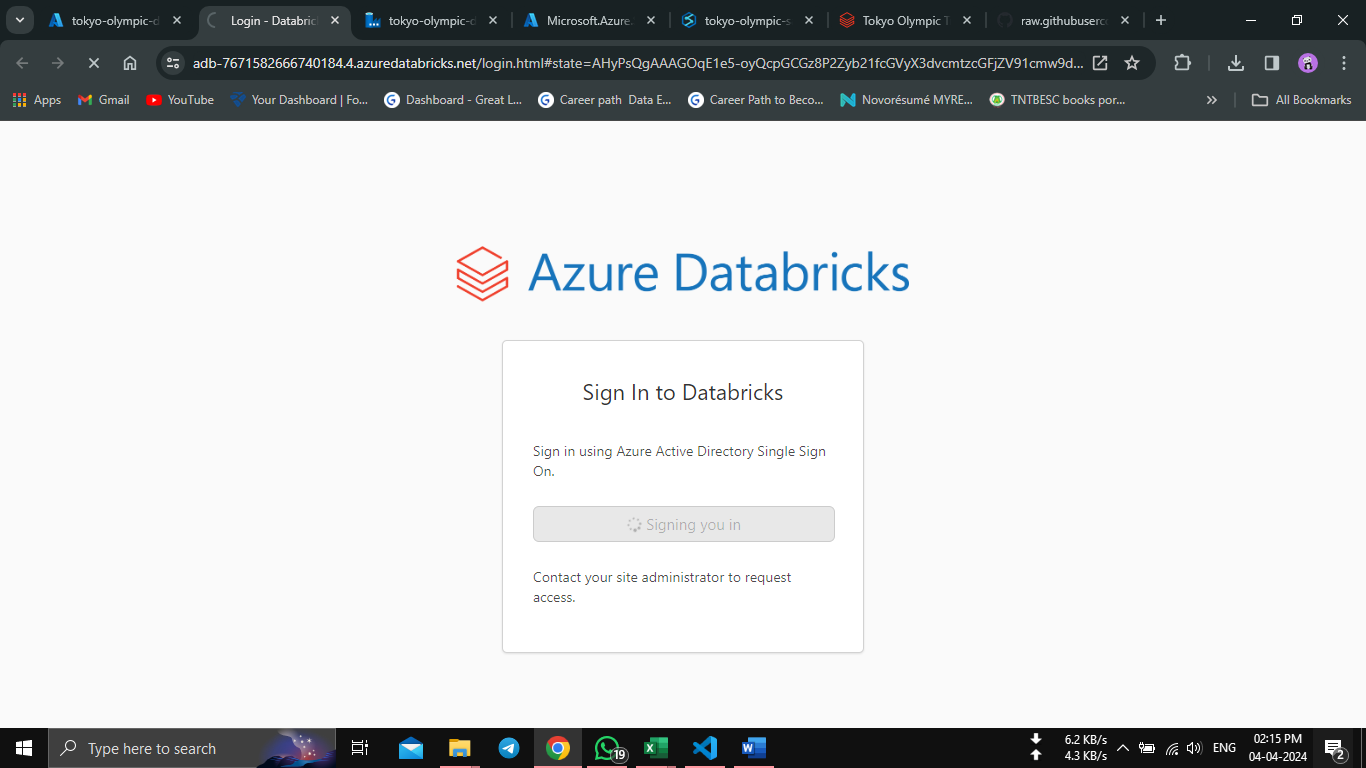 tokyo-olympic-d
Login - Databric
tokyo-olympic-d
Microsoft.Azure.
tokyo-olympic-s
Tokyo Olympic T
raw.githubuserco
adb-7671582666740184.4.azuredatabricks.net/login.html#state=AHyPsQgAAAGOqE1e5-oyQcpGCGz8P2Zyb21fcGVyX3dvcmtzcGFjZV91cmw9d...
Apps
Gmail
YouTube
Your Dashboard | Fo...
Dashboard - Great L...
Career path Data E...
Career Path to Beco...
Novorésumé MYRE...
TNTBESC books por...
All Bookmarks
Azure Databricks
Sign In to Databricks
Sign in using Azure Active Directory Single Sign
On.
Signing you in
Contact your site administrator to request
access.
Type here to search
19
6.2 KB/s
4.3 KB/s
ENG
02:15 PM
04-04-2024
2